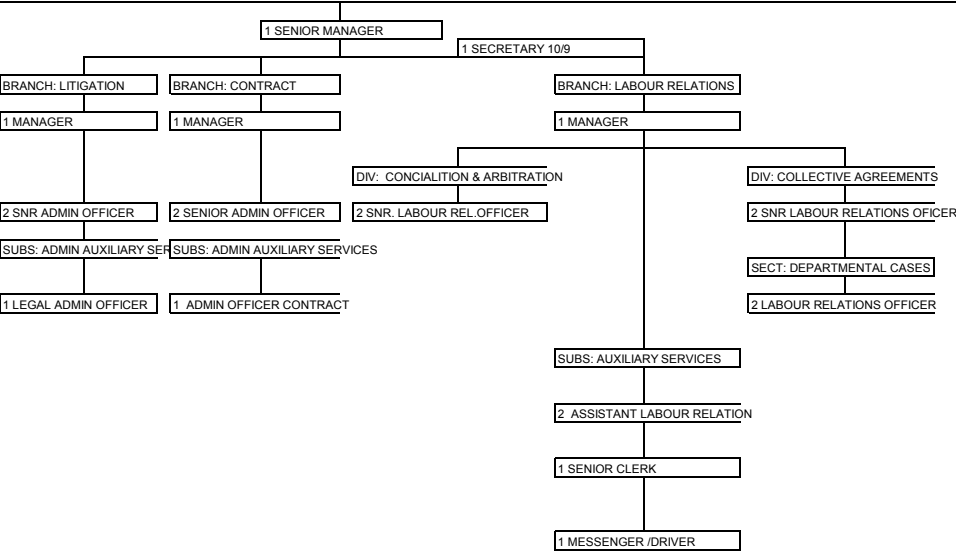 1 SENIOR MANAGER
1 SECRETARY 10/9
BRANCH: LITIGATION
BRANCH: CONTRACT
BRANCH: LABOUR RELATIONS
1 MANAGER
1 MANAGER
1 MANAGER
DIV: CONCIALITION & ARBITRATION
DIV: COLLECTIVE AGREEMENTS
2 SNR ADMIN OFFICER
2 SENIOR ADMIN OFFICER
2 SNR. LABOUR REL.OFFICER
2 SNR LABOUR RELATIONS OFICER
SUBS: ADMIN AUXILIARY SER
SUBS: ADMIN AUXILIARY SERVICES
SECT: DEPARTMENTAL CASES
1 LEGAL ADMIN OFFICER
1 ADMIN OFFICER CONTRACT
2 LABOUR RELATIONS OFFICER
SUBS: AUXILIARY SERVICES
2 ASSISTANT LABOUR RELATION
1 SENIOR CLERK
1 MESSENGER /DRIVER